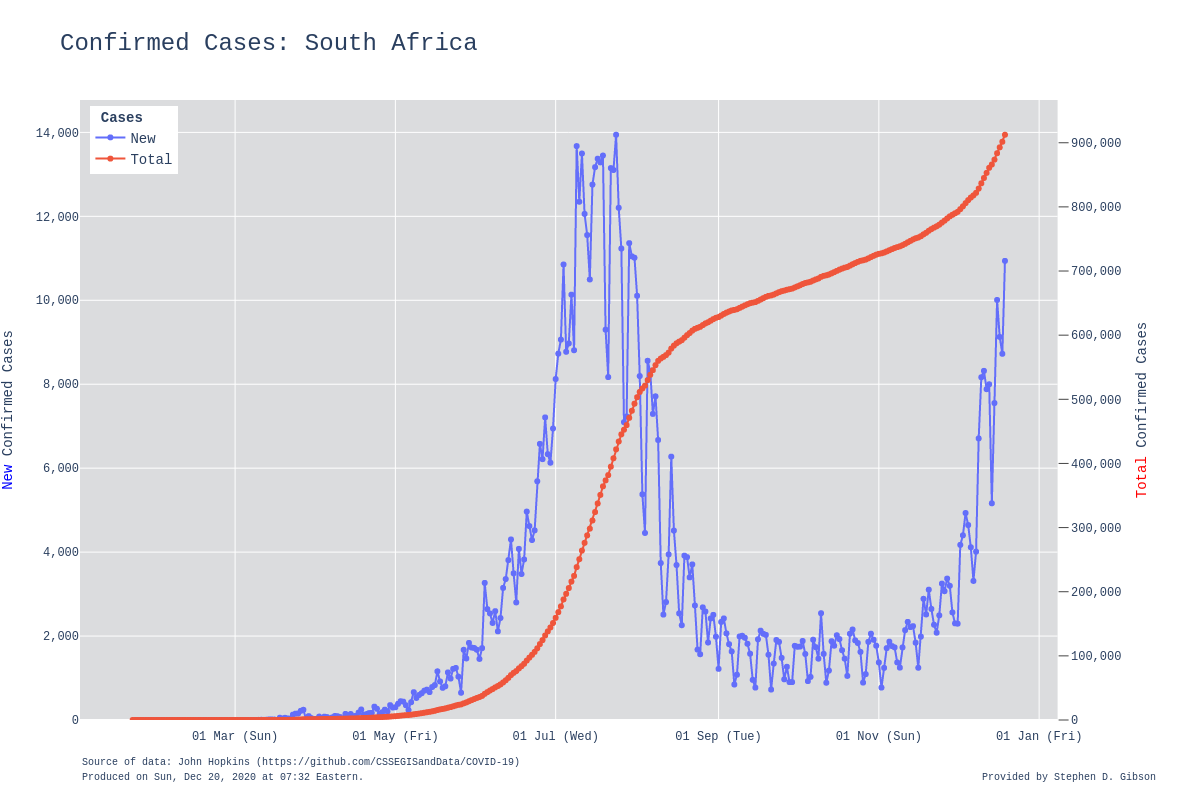 Confirmed Cases: South Africa
Cases
New
Total
14,000
12,000
10,000
8,000
6,000
4,000
2,000
0
New Confirmed Cases
900,000
800,000
700,000
600,000
500,000
400,000
300,000
200,000
100,000
0
Total Confirmed Cases
01 Mar (Sun)
01 May (Fri)
01 Jul (Wed)
01 Sep (Tue)
01 Nov (Sun)
01 Jan (Fri)
Source of data: John Hopkins (https://github.com/CSSEGISandData/COVID-19)
Produced on Sun, Dec 20, 2020 at 07:32 Eastern.
Provided by Stephen D. Gibson